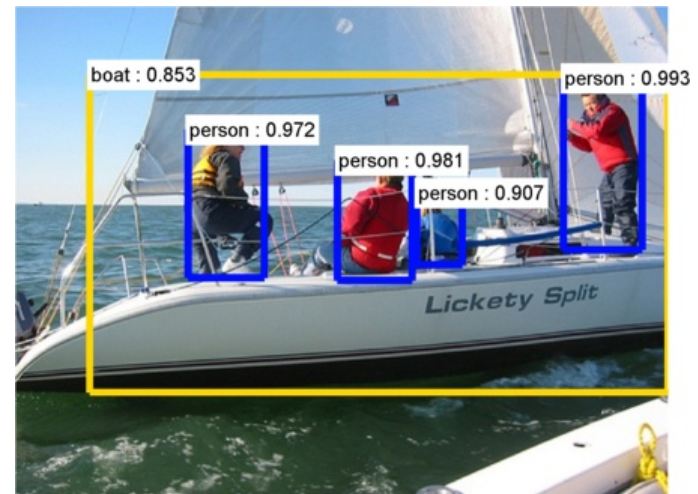 boat : 0.853
person : 0.993
person : 0.972
person : 0.981
person : 0.907
Lickety Split